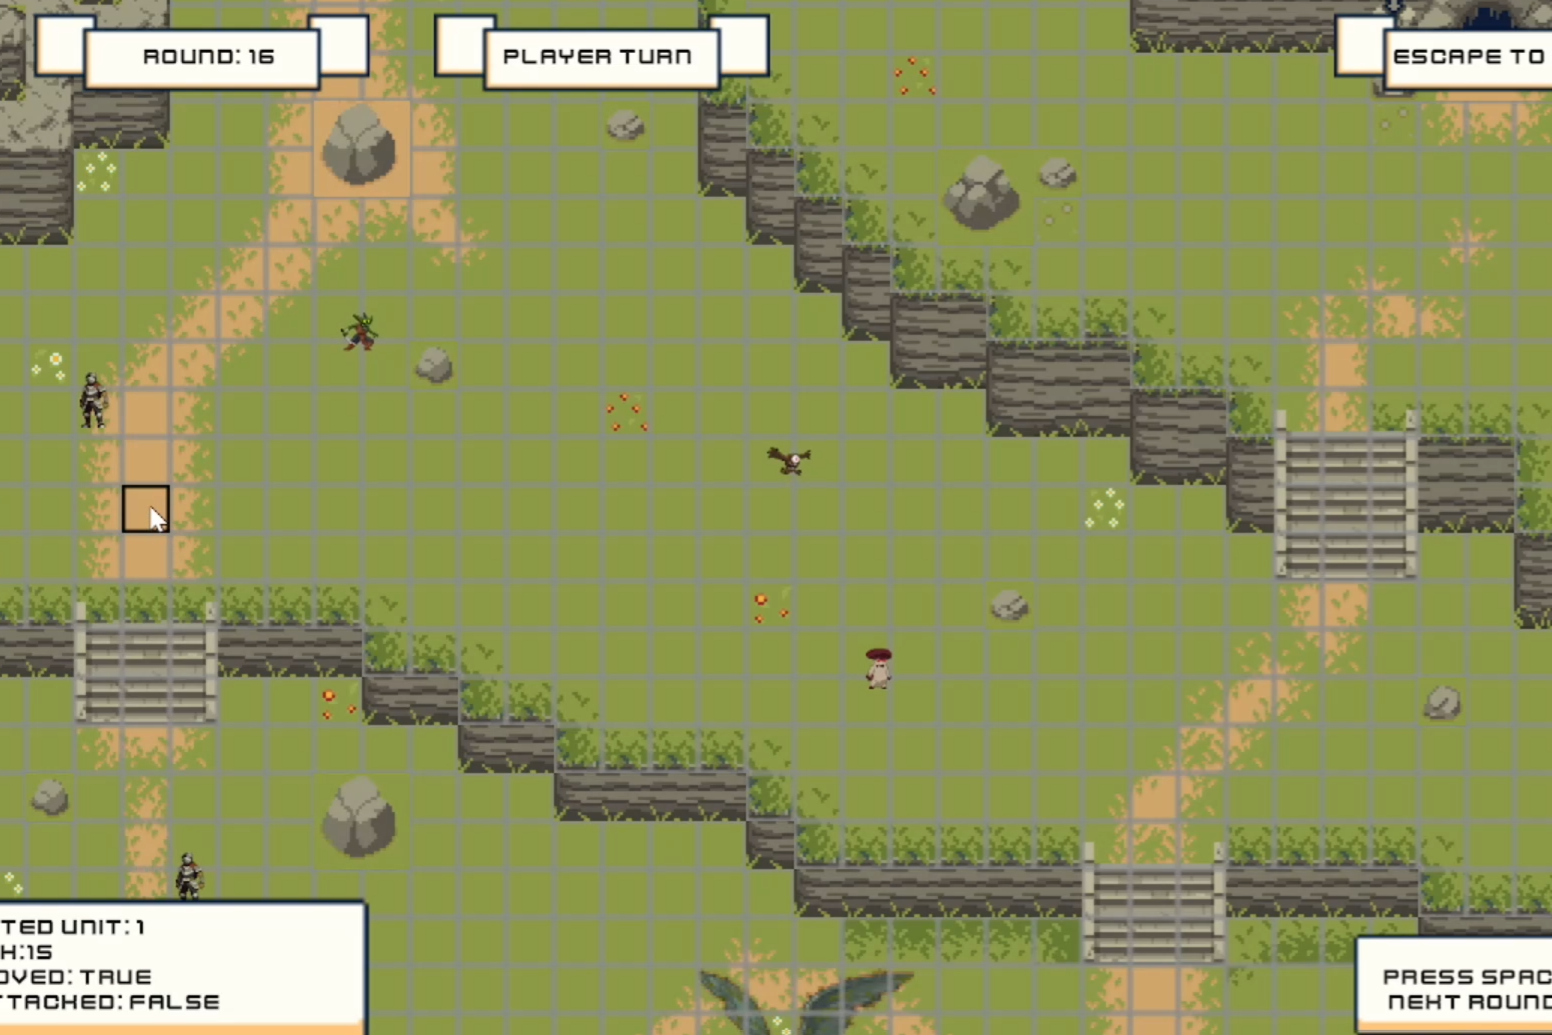 ROUND: 16
PLAYER TURN
ESCAPE TO
TED UNIT: 1
H:15
OVED: TRUE
TTACHED: FALSE
PRESS SPAC
NEXT ROUND